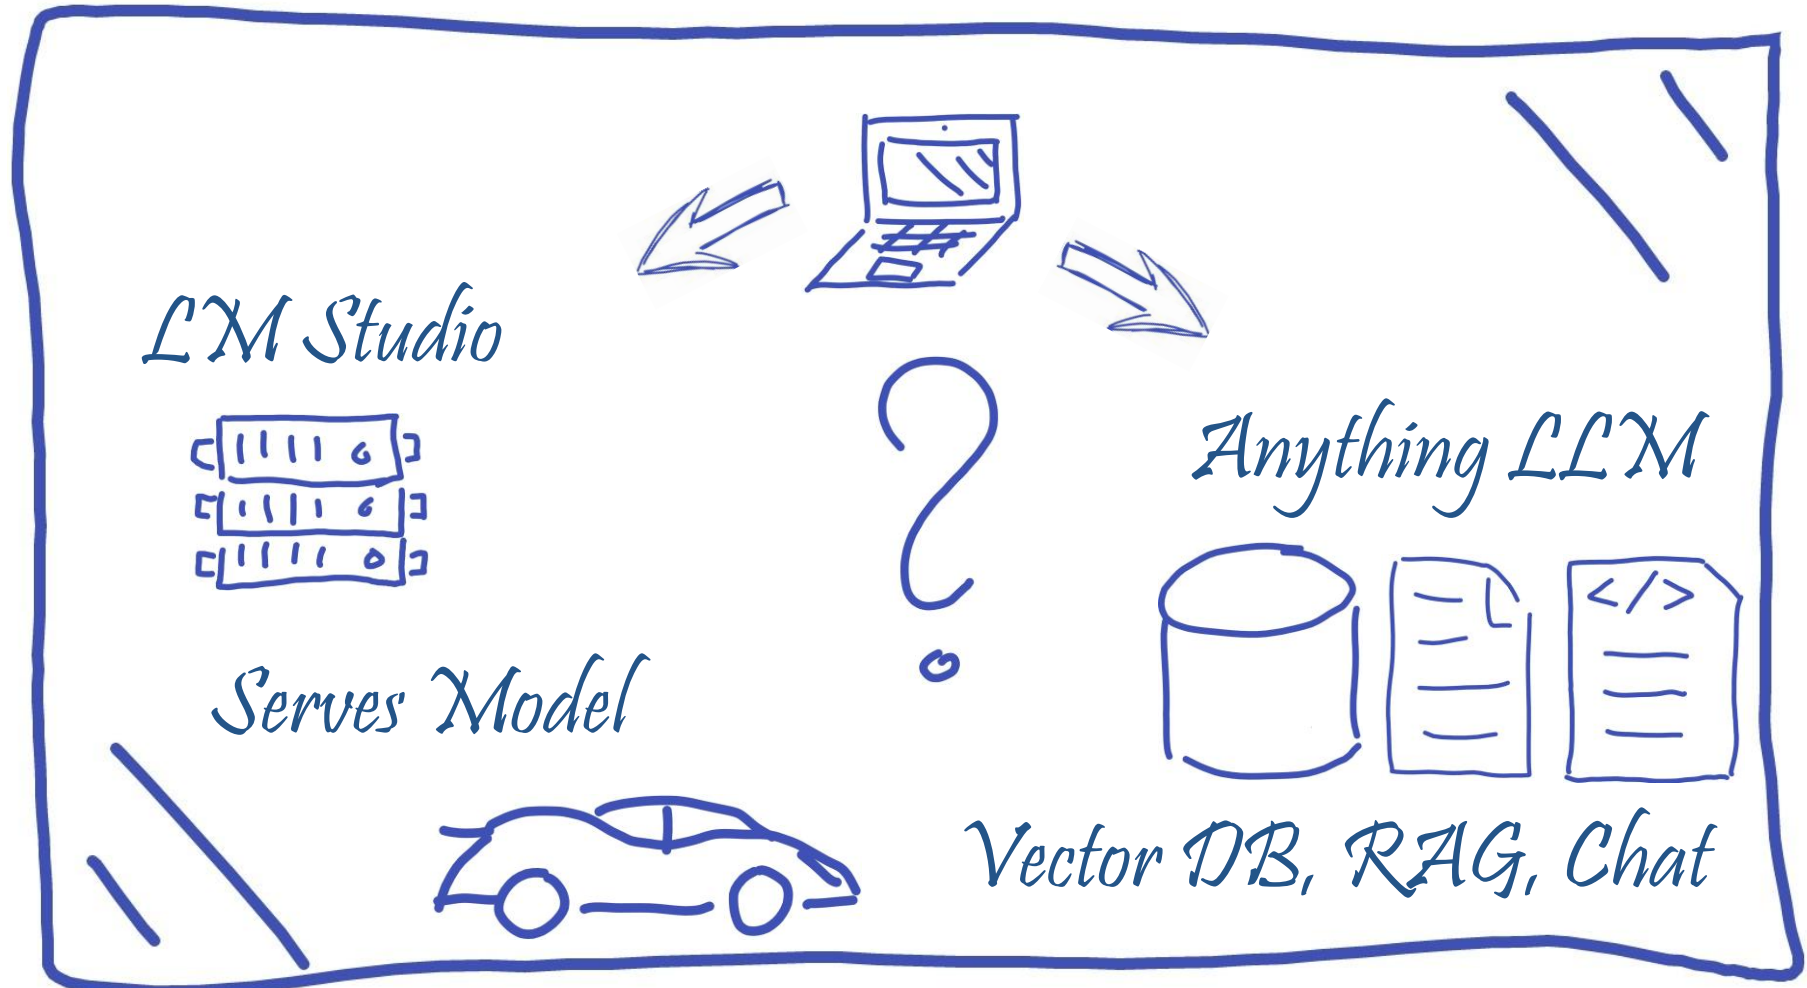 LM Studio
Anything LLM
</>
Serves Model
Vector DB, RAG, Chat